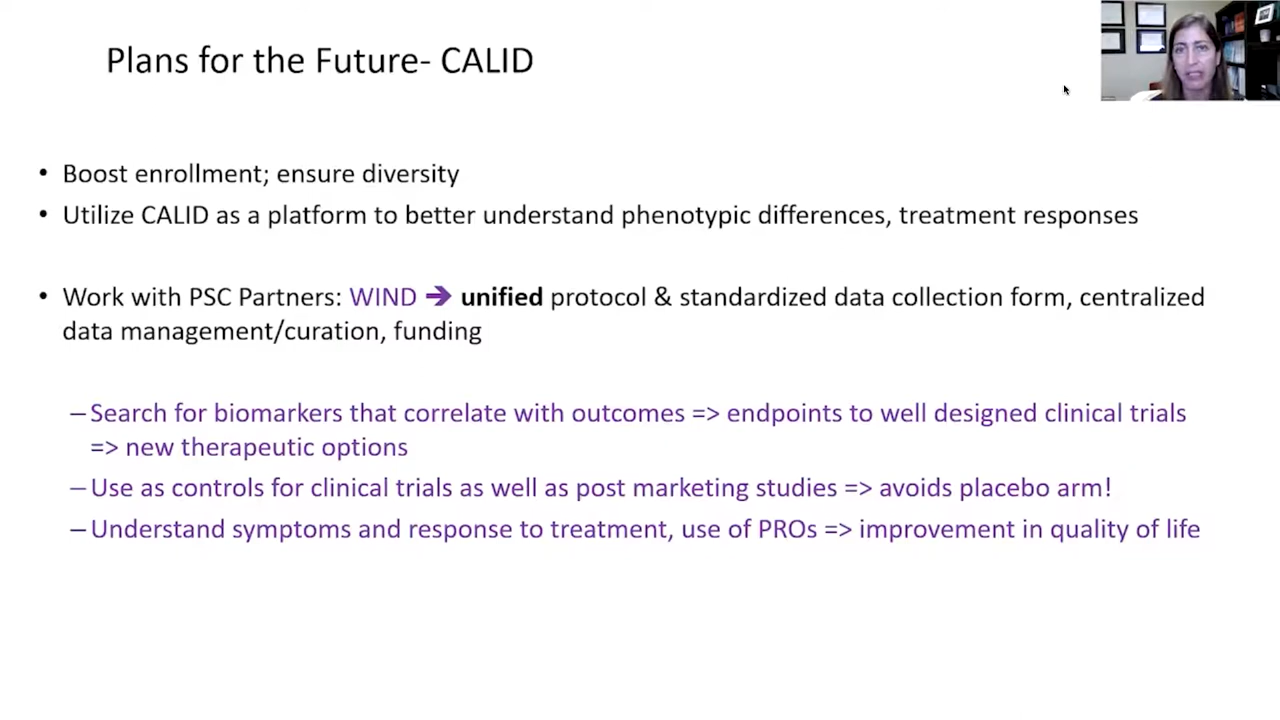 Plans for the Future- CALID
• Boost enrollment; ensure diversity
• Utilize CALID as a platform to better understand phenotypic differences, treatment responses
• Work with PSC Partners: WIND ➔ unified protocol & standardized data collection form, centralized
data management/curation, funding
– Search for biomarkers that correlate with outcomes => endpoints to well designed clinical trials
=> new therapeutic options
– Use as controls for clinical trials as well as post marketing studies => avoids placebo arm!
– Understand symptoms and response to treatment, use of PROs => improvement in quality of life